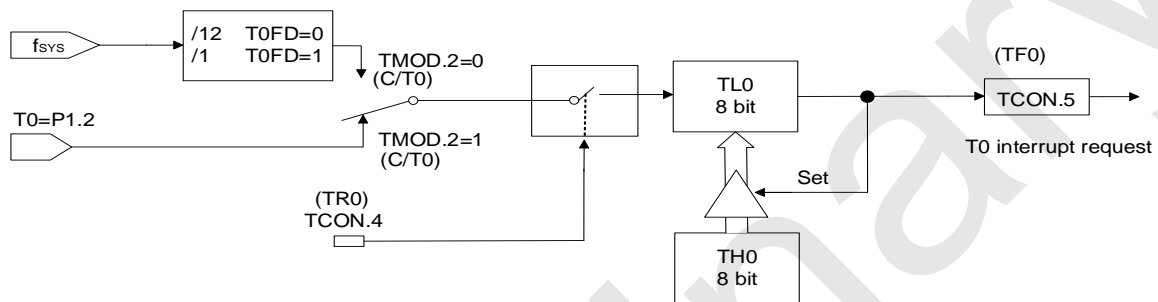 fSYS
/12 T0FD=0
/1 T0FD=1
TMOD.2=0
(C/T0)
T0=P1.2
TMOD.2=1
(C/T0)
(TR0)
TCON.4
TL0
8 bit
(TF0)
TCON.5
T0 interrupt request
Set
TH0
8 bit